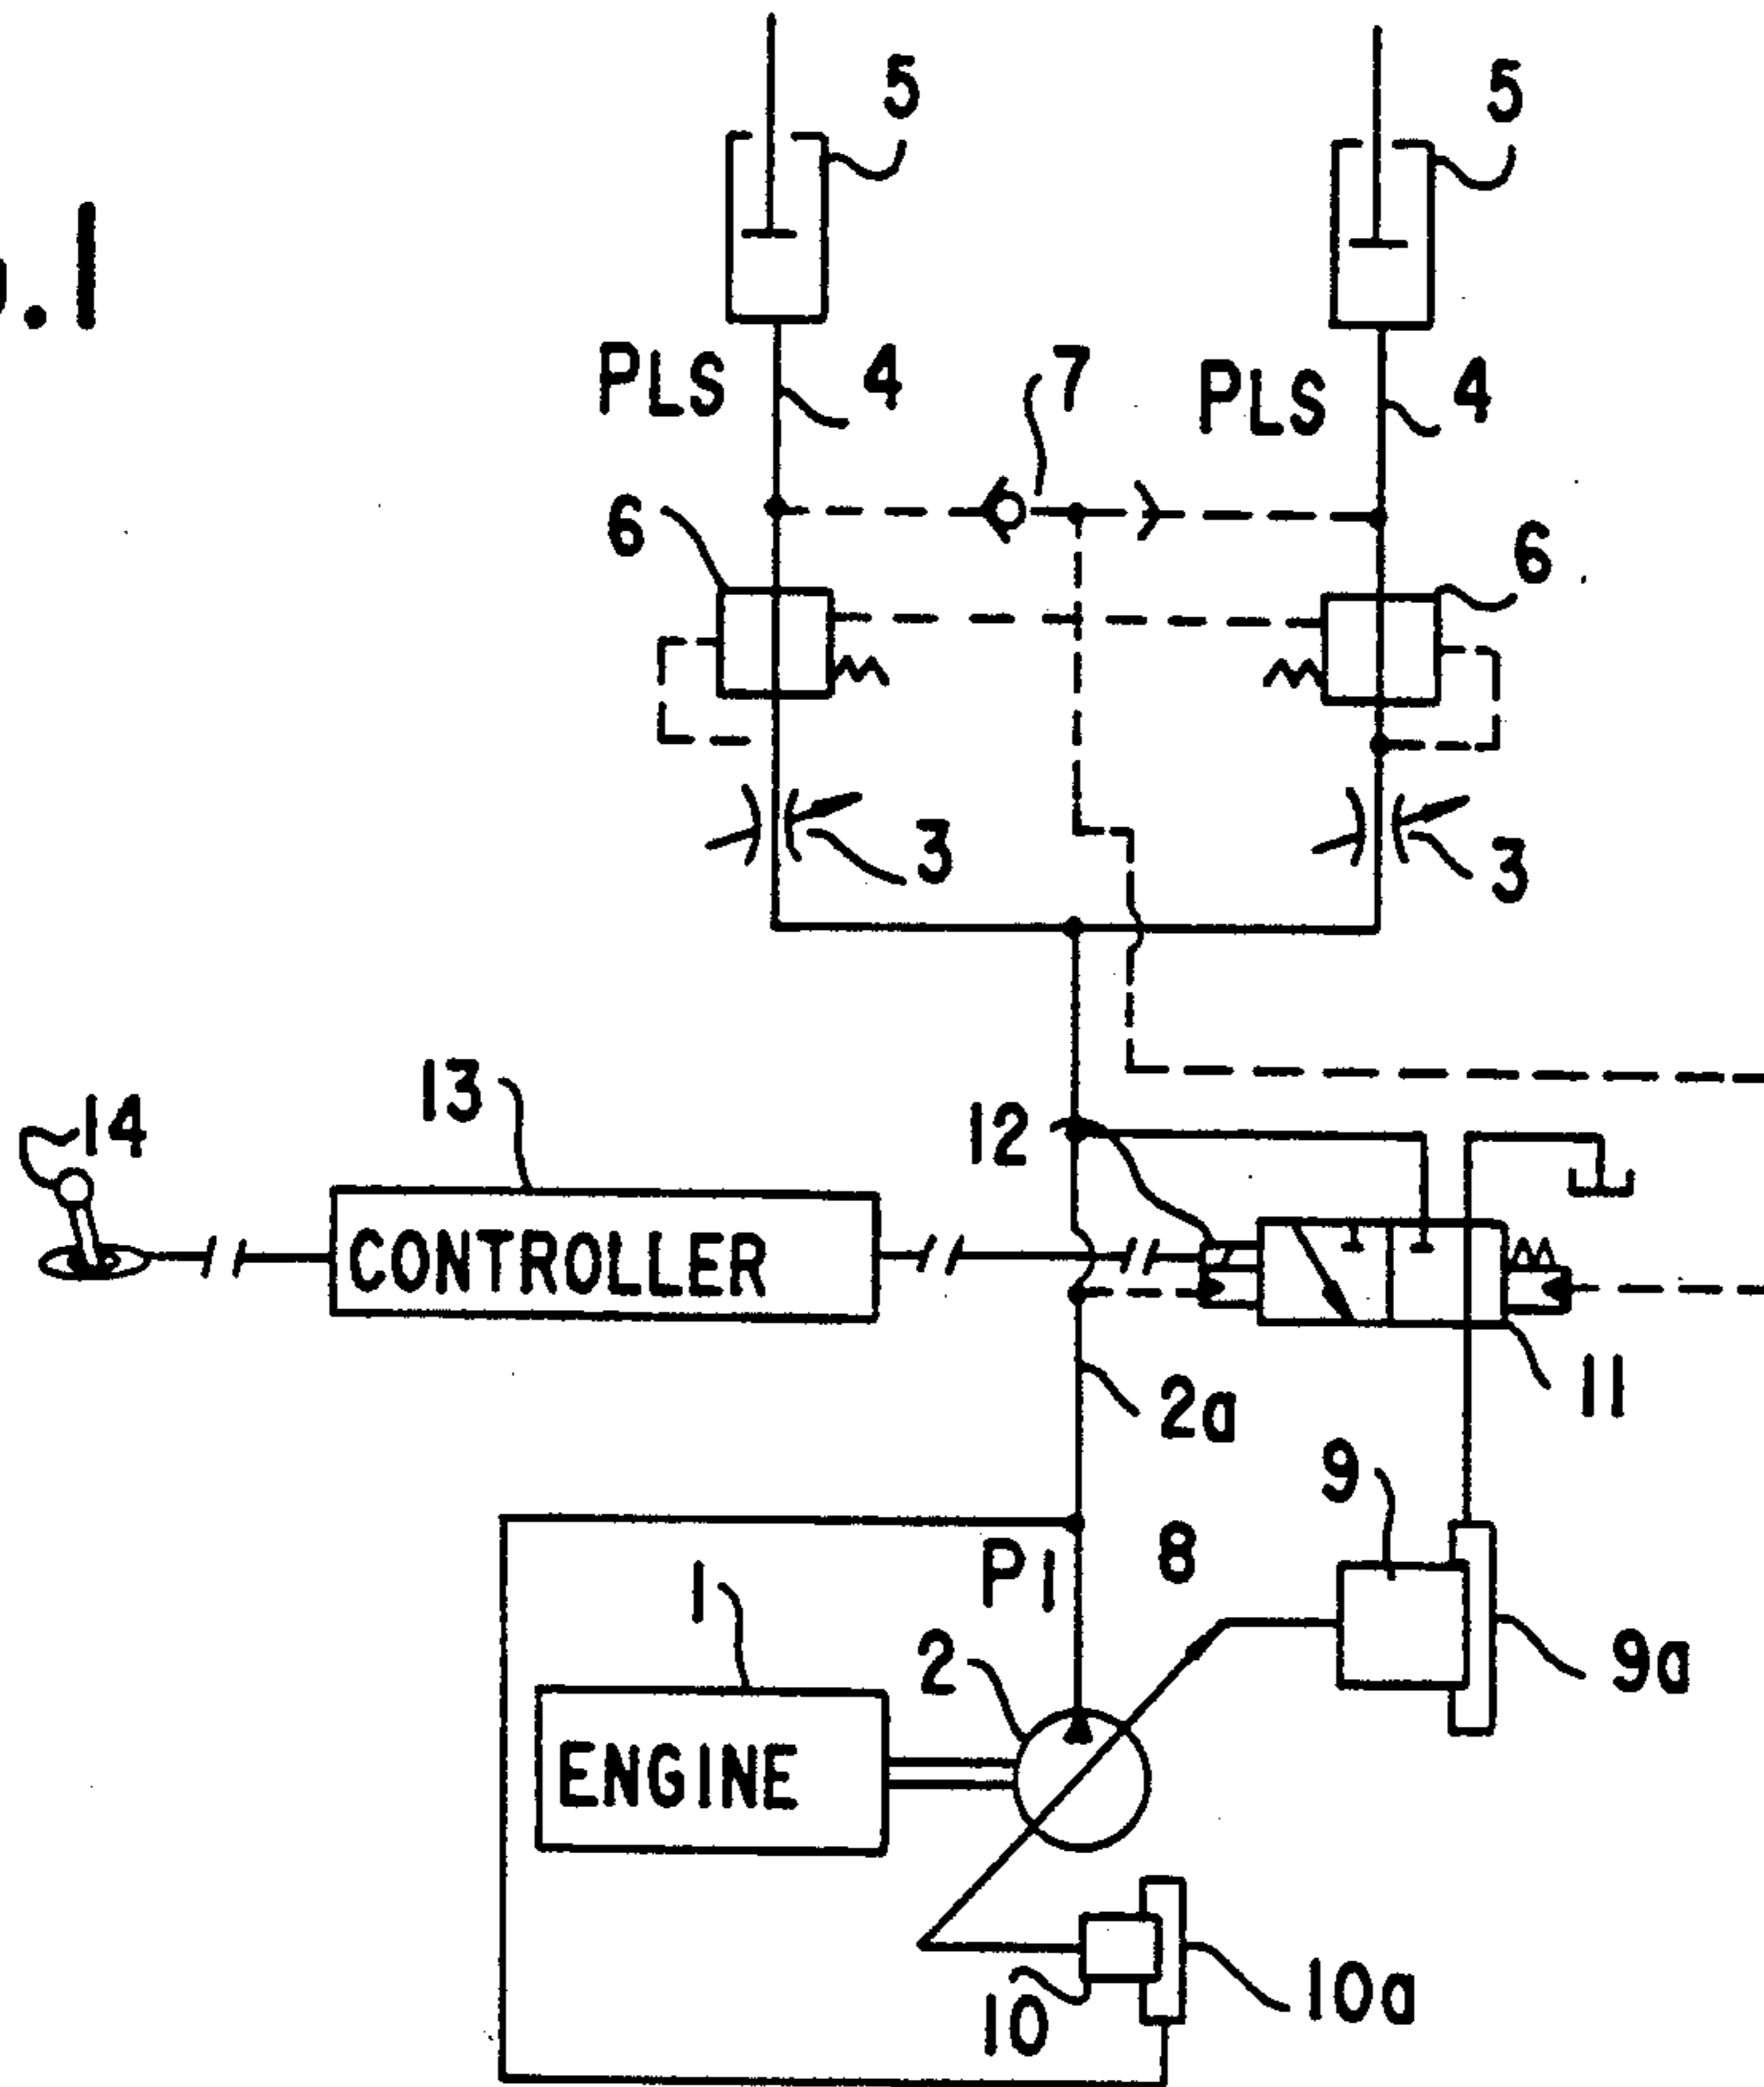 5 5
.1
PLS 4 7 PLS 4
6 6
3 3
13
14 12
CONTROLLER
2a 11
9
P1 8
1
2 9a
ENGINE
10a
10